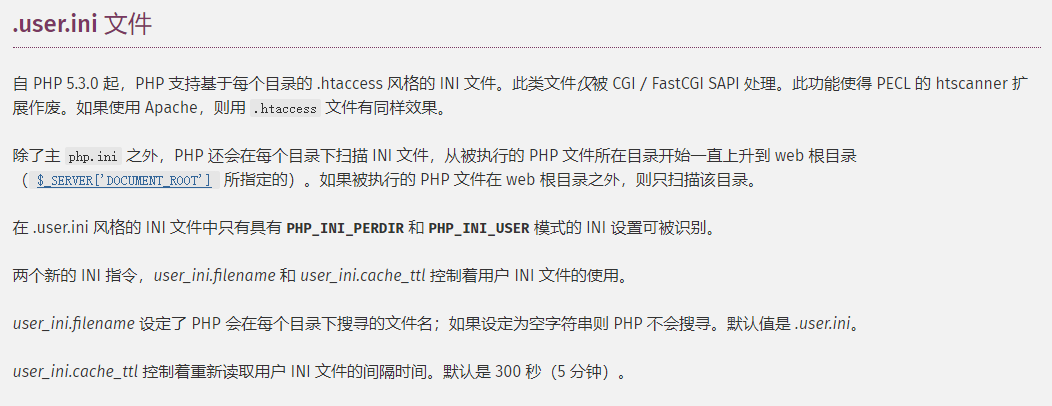 .user.ini 文件
自 PHP 5.3.0 起，PHP 支持基于每个目录的 .htaccess 风格的 INI 文件。此类文件仅被 CGI / FastCGI SAPI 处理。此功能使得 PECL 的 htscanner 扩
展作废。如果使用 Apache，则用 .htaccess 文件有同样效果。
除了主 php.ini 之外，PHP 还会在每个目录下扫描 INI 文件，从被执行的 PHP 文件所在目录开始一直上升到 web 根目录
（$_SERVER['DOCUMENT_ROOT'] 所指定的）。如果被执行的 PHP 文件在 web 根目录之外，则只扫描该目录。
在 .user.ini 风格的 INI 文件中只有具有 PHP_INI_PERDIR 和 PHP_INI_USER 模式的 INI 设置可被识别。
两个新的 INI 指令，user_ini.filename 和 user_ini.cache_ttl 控制着用户 INI 文件的使用。
user_ini.filename 设定了 PHP 会在每个目录下搜寻的文件名；如果设定为空字符串则 PHP 不会搜寻。默认值是 .user.ini。
user_ini.cache_ttl 控制着重新读取用户 INI 文件的间隔时间。默认是 300 秒（5 分钟）。